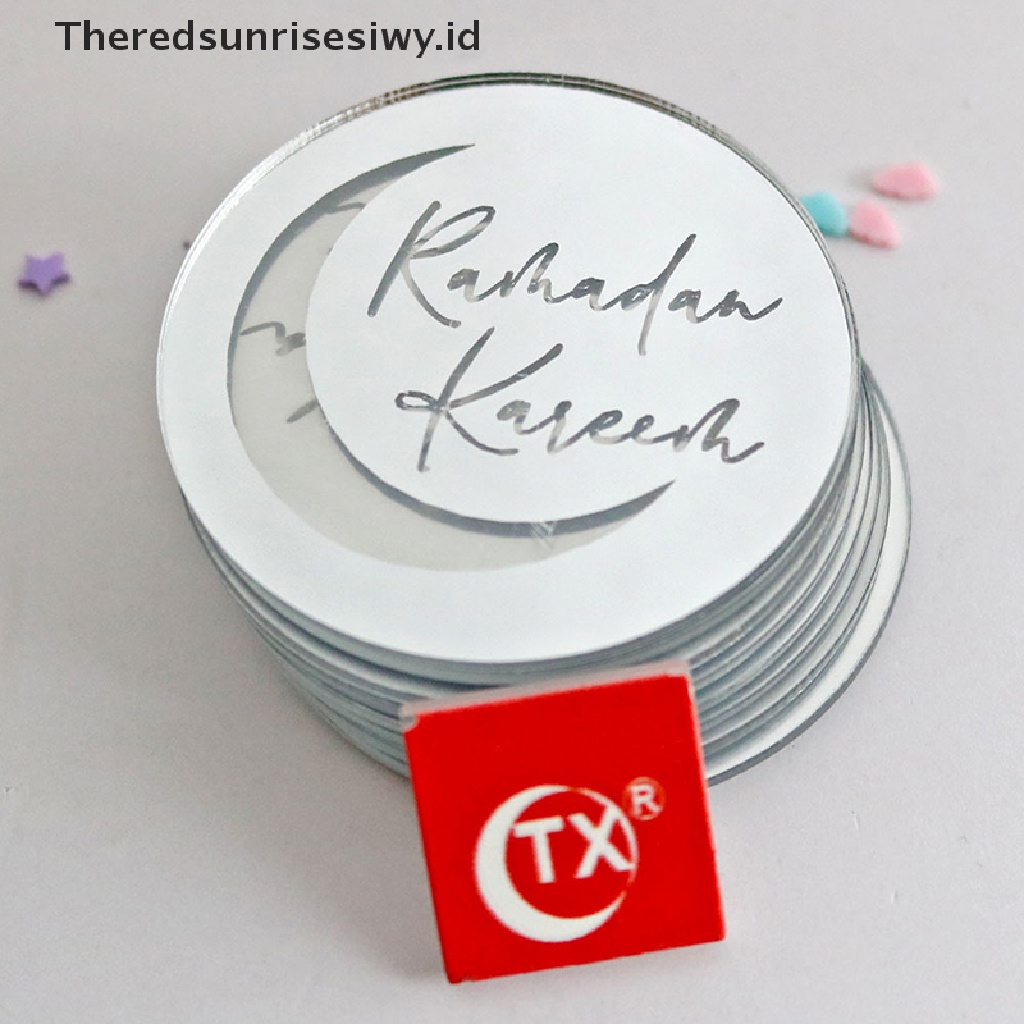 Theredsunrisesiwy.id
Ramadan
Kareem
TX®